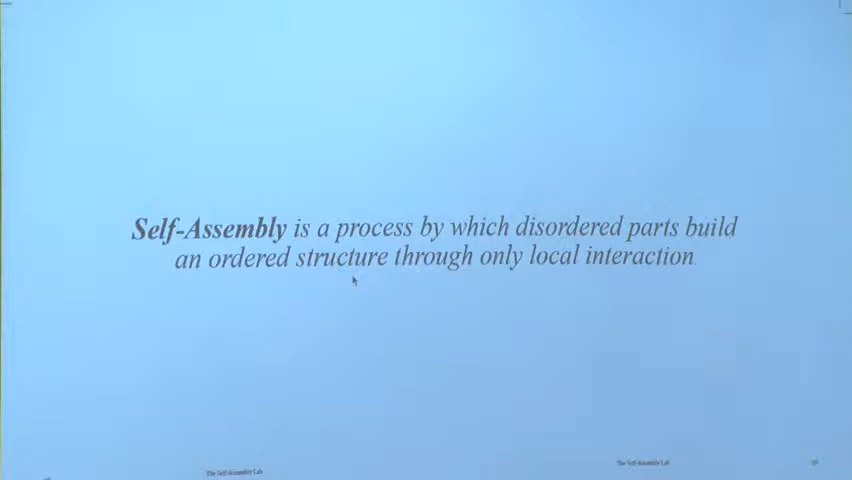 Self-Assembly is a process by which disordered parts build
an ordered structure through only local interaction
The Self-Assembly Lab
The Self-Assembly Lab